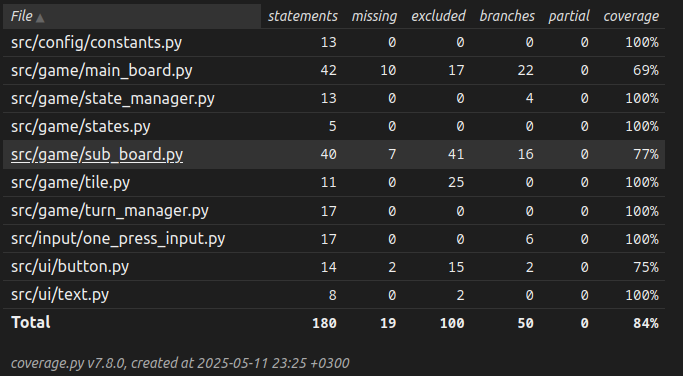 File ▲ statements missing excluded branches partial coverage
src/config/constants.py 13 0 0 0 0 100%
src/game/main_board.py 42 10 17 22 0 69%
src/game/state_manager.py 13 0 0 4 0 100%
src/game/states.py 5 0 0 0 0 100%
src/game/sub_board.py 40 7 41 16 0 77%
src/game/tile.py 11 0 25 0 0 100%
src/game/turn_manager.py 17 0 0 0 0 100%
src/input/one_press_input.py 17 0 0 6 0 100%
src/ui/button.py 14 2 15 2 0 75%
src/ui/text.py 8 0 2 0 0 100%
Total 180 19 100 50 0 84%
coverage.py v7.8.0, created at 2025-05-11 23:25 +0300